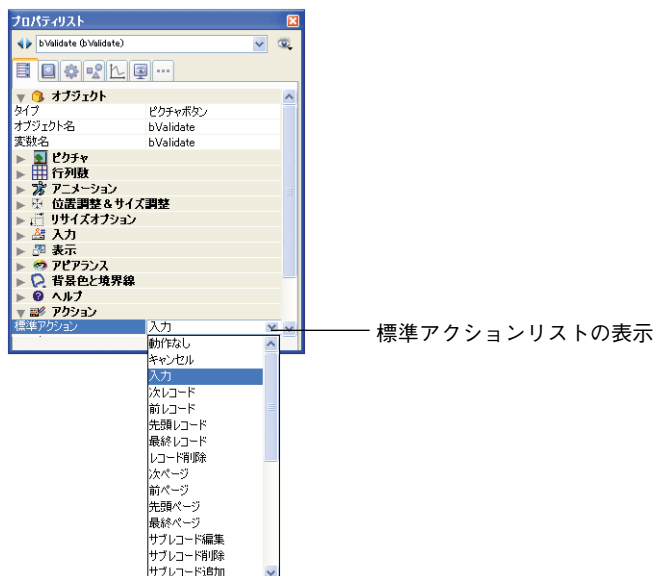 プロパティリスト
bValidate (bValidate)
オブジェクト
タイプ ピクチャボタン
オブジェクト名 bValidate
変数名 bValidate
ピクチャ
行列数
アニメーション
位置調整＆サイズ調整
リサイズオプション
入力
表示
アピアランス
背景色と境界線
ヘルプ
アクション
標準アクション 入力
標準アクションリストの表示
動作なし
キャンセル
入力
次レコード
前レコード
先頭レコード
最終レコード
レコード削除
次ページ
前ページ
先頭ページ
最終ページ
サブレコード編集
サブレコード削除
サブレコード追加